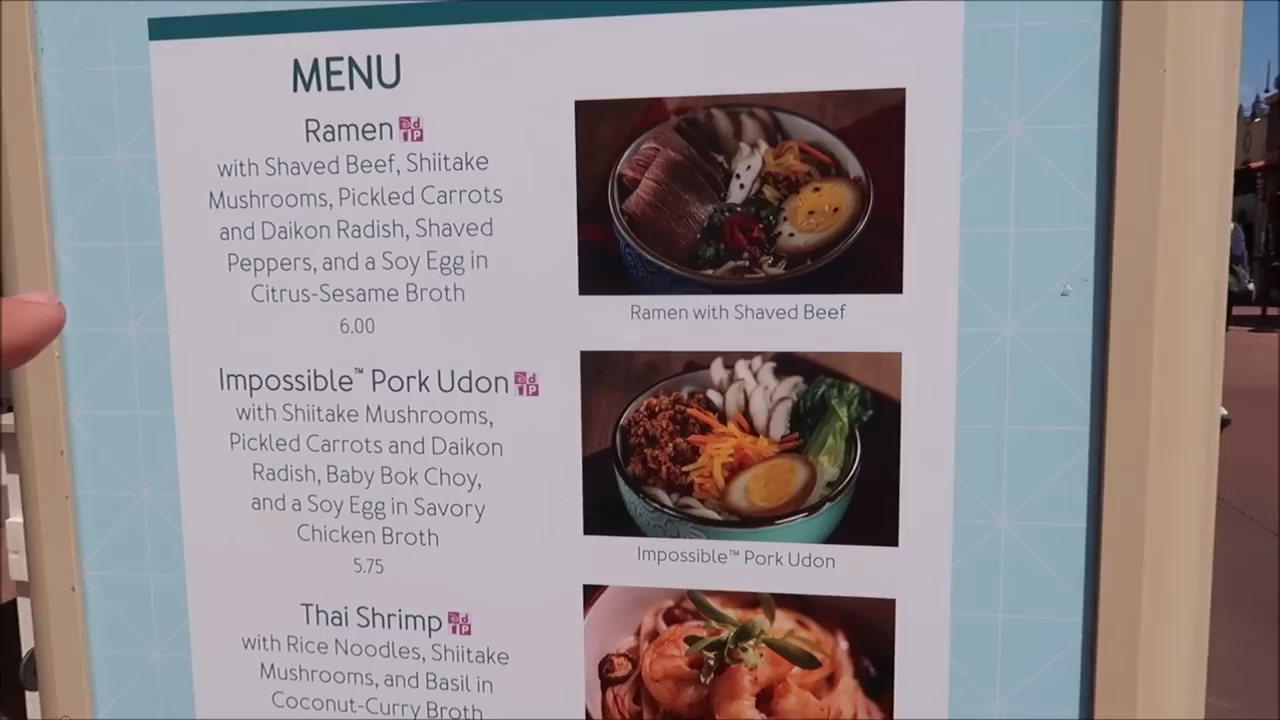 MENU
Ramen
with Shaved Beef, Shiitake
Mushrooms, Pickled Carrots
and Daikon Radish, Shaved
Peppers, and a Soy Egg in
Citrus-Sesame Broth
6.00
Ramen with Shaved Beef
Impossible™ Pork Udon
with Shiitake Mushrooms,
Pickled Carrots and Daikon
Radish, Baby Bok Choy,
and a Soy Egg in Savory
Chicken Broth
5.75
Impossible™ Pork Udon
Thai Shrimp
with Rice Noodles, Shiitake
Mushrooms, and Basil in
Coconut-Curry Broth